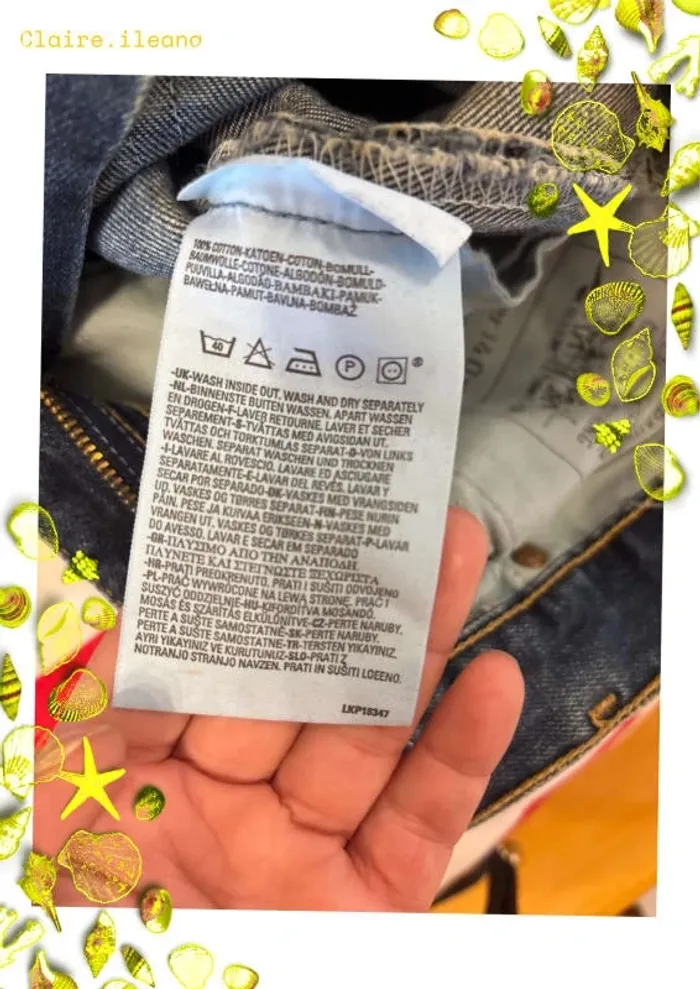 Claire.ileano
100% COTTON-KATOEN-COTON-BOMULL-
BAUMWOLLE-COTONE-ALGODÓN-BOMULD-
PUUVILLA-ALGODÃO-BAMBAKI-PAMUK-
BAWEŁNA-PAMUT-BAVLNA-BOMBAŽ
40 P ®
-UK-WASH INSIDE OUT. WASH AND DRY SEPARATELY
-NL-BINNENSTE BUITEN WASSEN. APART WASSEN
EN DROGEN-F-LAVER RETOURNE. LAVER ET SECHER
SEPAREMENT-S-TVÄTTAS MED AVIGSIDAN UT.
TVÄTTAS OCH TORKTUMLAS SEPARAT-D-VON LINKS
WASCHEN. SEPARAT WASCHEN UND TROCKNEN
-I-LAVARE AL ROVESCIO. LAVARE ED ASCIUGARE
SEPARATAMENTE-E-LAVAR DEL REVÉS. LAVAR Y
SECAR POR SEPARADO-DK-VASKES MED VRANGSIDEN
UD. VASKES OG TØRRES SEPARAT-FIN-PESE NURIN
PÄIN. PESE JA KUIVAA ERIKSEEN-N-VASKES MED
VRANGEN UT. VASKES OG TØRKES SEPARAT-P-LAVAR
DO AVESSO. LAVAR E SECAR EM SEPARADO
-GR-ΠΛΥΣΙΜΟ ΑΠΟ ΤΗΝ ΑΝΑΠΟΔΗ.
ΠΛΥΝΕΤΕ ΚΑΙ ΣΤΕΓΝΩΣΤΕ ΞΕΧΩΡΙΣΤΑ
-HR-PRATI PREOKRENUTO. PRATI I SUŠITI ODVOJENO
-PL-PRAĆ WYWRÓCONE NA LEWĄ STRONĘ. PRAĆ I
SUSZYĆ ODDZIELNE-HU-KIFORDÍTVA MOSANDÓ.
MOSÁS ÉS SZÁRÍTÁS ELKÜLÖNÍTVE-CZ-PERTE NARUBY.
PERTE A SUŠTE SAMOSTATNĚ-SK-PERTE NARUBY.
PERTE A SUŠTE SAMOSTATNE-TR-TERSTEN YIKAYINIZ.
AYRI YIKAYINIZ VE KURUTUNUZ-SLO-PRATI Z
NOTRANJO STRANJO NAVZEN. PRATI IN SUŠITI LOČENO.
LKP18347